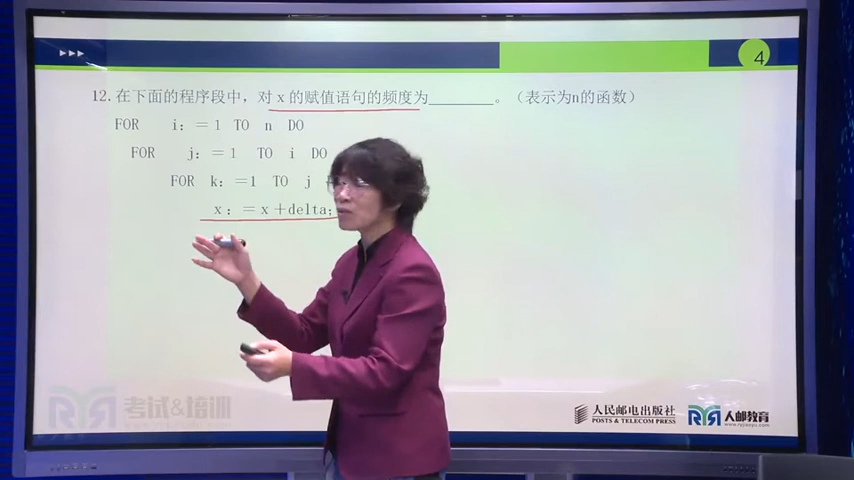 ▸▸▸
4
12.在下面的程序段中，对 x 的赋值语句的频度为______。（表示为n的函数）
FOR i：＝1 TO n DO
FOR j：＝1 TO i DO
FOR k：＝1 TO j
x：＝x＋delta；
考试&培训
人民邮电出版社
POSTS & TELECOM PRESS
人邮教育
www.ryjiaoyu.com